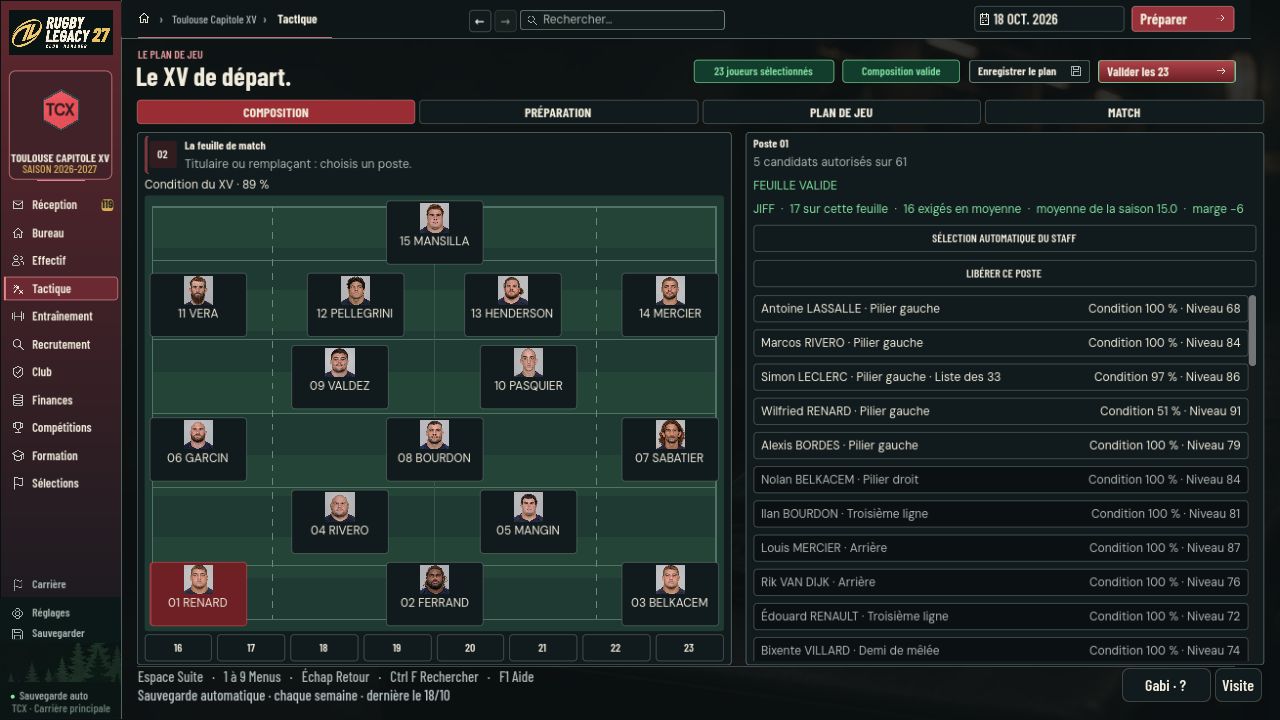 RUGBY
LEGACY 27
CLUB MANAGER
Toulouse Capitole XV
Tactique
Rechercher...
18 OCT. 2026
Préparer
TCX
TOULOUSE CAPITOLE XV
SAISON 2026-2027
LE PLAN DE JEU
Le XV de départ.
23 joueurs sélectionnés
Composition valide
Enregistrer le plan
Valider les 23
COMPOSITION
PRÉPARATION
PLAN DE JEU
MATCH
Réception
Bureau
Effectif
Tactique
Entraînement
Recrutement
Club
Finances
Compétitions
Formation
Sélections
Carrière
Réglages
Sauvegarder
Sauvegarde auto
TCX · Carrière principale
02
La feuille de match
Titulaire ou remplaçant : choisis un poste.
Condition du XV · 89 %
15 MANSILLA
11 VERA
12 PELLEGRINI
13 HENDERSON
14 MERCIER
09 VALDEZ
10 PASQUIER
06 GARCIN
08 BOURDON
07 SABATIER
04 RIVERO
05 MANGIN
01 RENARD
02 FERRAND
03 BELKACEM
16
17
18
19
20
21
22
23
Poste 01
5 candidats autorisés sur 61
FEUILLE VALIDE
JIFF · 17 sur cette feuille · 16 exigés en moyenne · moyenne de la saison 15.0 · marge -6
SÉLECTION AUTOMATIQUE DU STAFF
LIBÉRER CE POSTE
Antoine LASSALLE · Pilier gauche Condition 100 % · Niveau 68
Marcos RIVERO · Pilier gauche Condition 100 % · Niveau 84
Simon LECLERC · Pilier gauche · Liste des 33 Condition 97 % · Niveau 86
Wilfried RENARD · Pilier gauche Condition 51 % · Niveau 91
Alexis BORDES · Pilier gauche Condition 100 % · Niveau 79
Nolan BELKACEM · Pilier droit Condition 100 % · Niveau 84
Ilan BOURDON · Troisième ligne Condition 100 % · Niveau 81
Louis MERCIER · Arrière Condition 100 % · Niveau 87
Rik VAN DIJK · Arrière Condition 100 % · Niveau 76
Édouard RENAULT · Troisième ligne Condition 100 % · Niveau 72
Bixente VILLARD · Demi de mêlée Condition 100 % · Niveau 74
Espace Suite · 1 à 9 Menus · Échap Retour · Ctrl F Rechercher · F1 Aide
Sauvegarde automatique · chaque semaine · dernière le 18/10
Gabi · ?
Visite